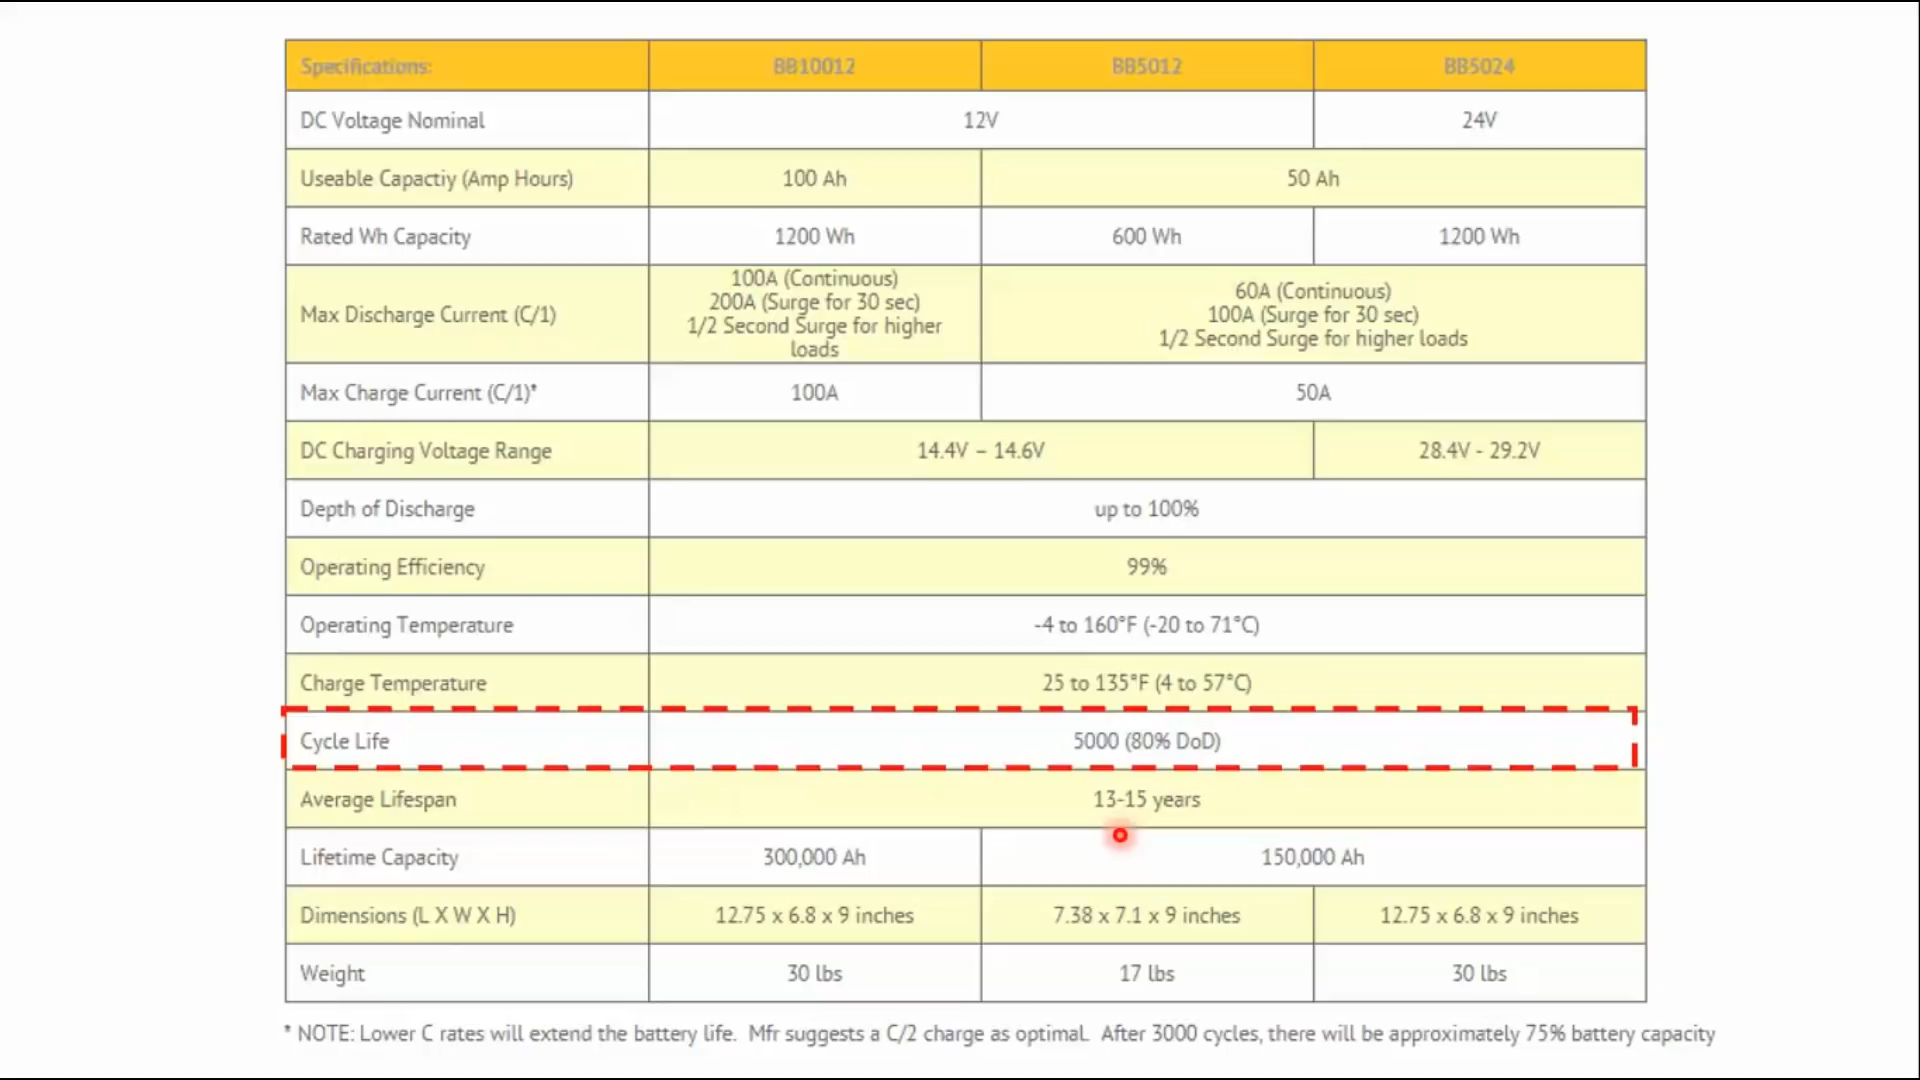 Specifications: BB10012 BB5012 BB5024
DC Voltage Nominal 12V 24V
Useable Capactiy (Amp Hours) 100 Ah 50 Ah
Rated Wh Capacity 1200 Wh 600 Wh 1200 Wh
Max Discharge Current (C/1)
100A (Continuous)
200A (Surge for 30 sec)
1/2 Second Surge for higher
loads
60A (Continuous)
100A (Surge for 30 sec)
1/2 Second Surge for higher loads
Max Charge Current (C/1)* 100A 50A
DC Charging Voltage Range 14.4V – 14.6V 28.4V - 29.2V
Depth of Discharge up to 100%
Operating Efficiency 99%
Operating Temperature -4 to 160°F (-20 to 71°C)
Charge Temperature 25 to 135°F (4 to 57°C)
Cycle Life 5000 (80% DoD)
Average Lifespan 13-15 years
Lifetime Capacity 300,000 Ah 150,000 Ah
Dimensions (L X W X H) 12.75 x 6.8 x 9 inches 7.38 x 7.1 x 9 inches 12.75 x 6.8 x 9 inches
Weight 30 lbs 17 lbs 30 lbs
* NOTE: Lower C rates will extend the battery life. Mfr suggests a C/2 charge as optimal. After 3000 cycles, there will be approximately 75% battery capacity